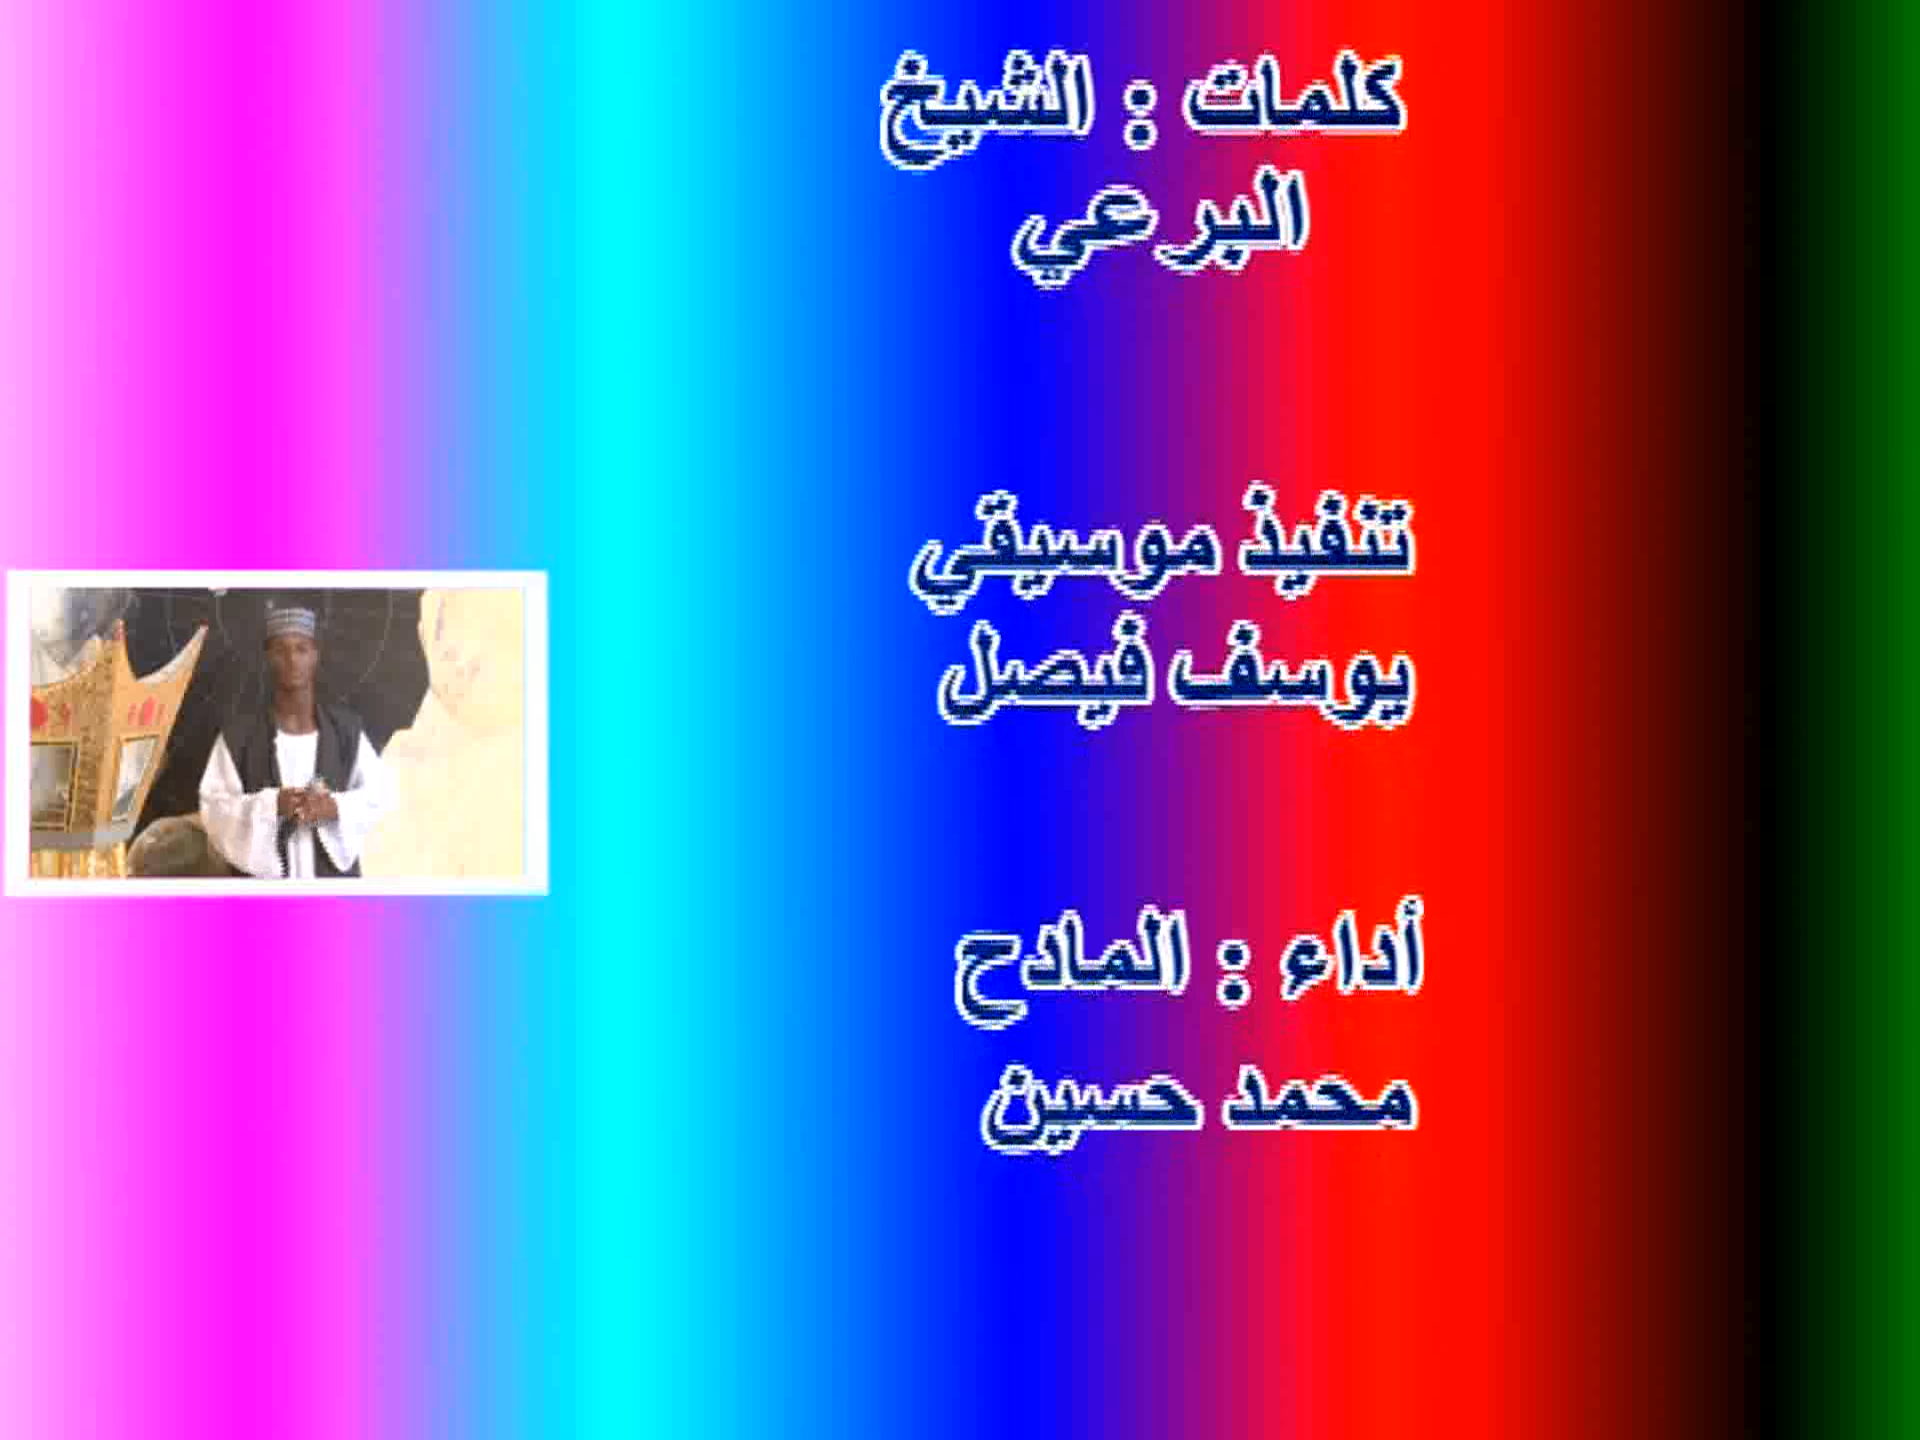 كلمات : الشيخ
البرعي
تنفيذ موسيقي
يوسف فيصل
أداء : المادح
محمد حسين